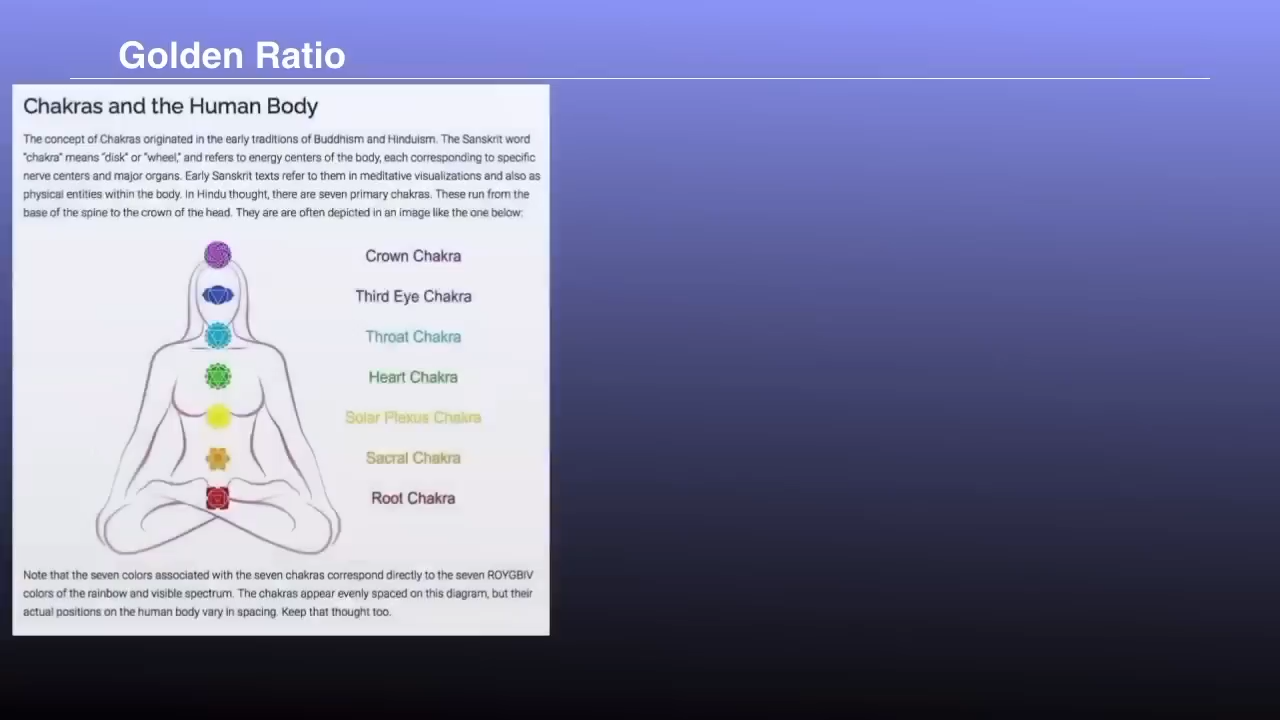 Golden Ratio
Chakras and the Human Body
The concept of Chakras originated in the early traditions of Buddhism and Hinduism. The Sanskrit word
"chakra" means "disk" or "wheel," and refers to energy centers of the body, each corresponding to specific
nerve centers and major organs. Early Sanskrit texts refer to them in meditative visualizations and also as
physical entities within the body. In Hindu thought, there are seven primary chakras. These run from the
base of the spine to the crown of the head. They are are often depicted in an image like the one below:
Crown Chakra
Third Eye Chakra
Throat Chakra
Heart Chakra
Solar Plexus Chakra
Sacral Chakra
Root Chakra
Note that the seven colors associated with the seven chakras correspond directly to the seven ROYGBIV
colors of the rainbow and visible spectrum. The chakras appear evenly spaced on this diagram, but their
actual positions on the human body vary in spacing. Keep that thought too.